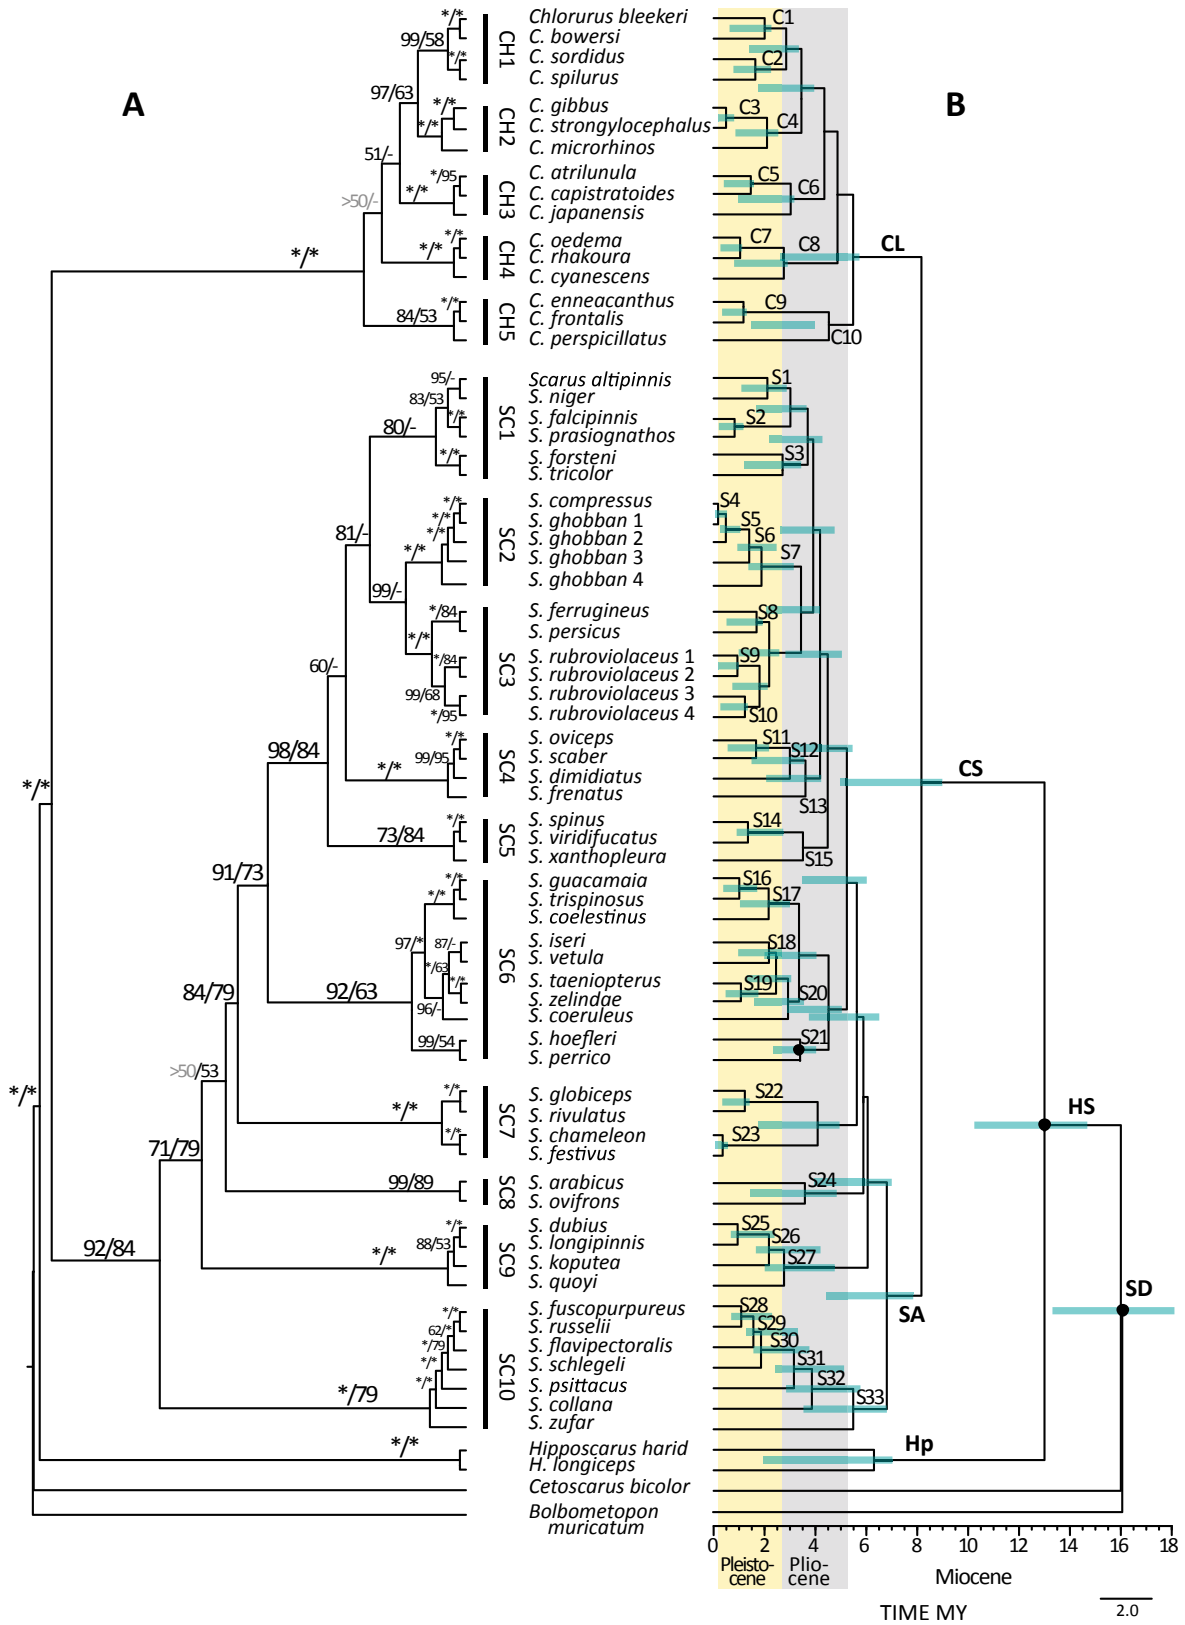 A
B
*/*
99/58
*/*
97/63
*/*
*/*
51/-
*/95
*/*
>50/-
*/*
*/*
*/*
*/*
84/53
CH1
CH2
CH3
CH4
CH5
Chlorurus bleekeri
C. bowersi
C. sordidus
C. spilurus
C. gibbus
C. strongylocephalus
C. microrhinos
C. atrilunula
C. capistratoides
C. japanensis
C. oedema
C. rhakoura
C. cyanescens
C. enneacanthus
C. frontalis
C. perspicillatus
C1
C2
C3
C4
C5
C6
C7
C8
CL
C9
C10
95/-
83/53
*/*
80/-
*/*
*/*
*/*
*/*
*/*
81/-
99/-
*/84
*/*
*/84
99/68
*/95
60/-
*/*
99/95
*/*
98/84
*/*
73/84
91/73
*/*
*/*
97/*
87/-
*/63
*/*
96/-
92/63
99/54
84/79
>50/53
*/*
*/*
*/*
71/79
99/89
*/*
88/53
*/*
92/84
*/*
62/*
*/79
*/*
*/*
*/79
*/*
*/*
*/*
SC1
SC2
SC3
SC4
SC5
SC6
SC7
SC8
SC9
SC10
Scarus altipinnis
S. niger
S. falcipinnis
S. prasiognathos
S. forsteni
S. tricolor
S. compressus
S. ghobban 1
S. ghobban 2
S. ghobban 3
S. ghobban 4
S. ferrugineus
S. persicus
S. rubroviolaceus 1
S. rubroviolaceus 2
S. rubroviolaceus 3
S. rubroviolaceus 4
S. oviceps
S. scaber
S. dimidiatus
S. frenatus
S. spinus
S. viridifucatus
S. xanthopleura
S. guacamaia
S. trispinosus
S. coelestinus
S. iseri
S. vetula
S. taeniopterus
S. zelindae
S. coeruleus
S. hoefleri
S. perrico
S. globiceps
S. rivulatus
S. chameleon
S. festivus
S. arabicus
S. ovifrons
S. dubius
S. longipinnis
S. koputea
S. quoyi
S. fuscopurpureus
S. russelii
S. flavipectoralis
S. schlegeli
S. psittacus
S. collana
S. zufar
Hipposcarus harid
H. longiceps
Cetoscarus bicolor
Bolbometopon
muricatum
S1
S2
S3
S4
S5
S6
S7
S8
S9
S10
S11
S12
S13
CS
S14
S15
S16
S17
S18
S19
S20
S21
S22
S23
HS
S24
S25
S26
S27
SD
SA
S28
S29
S30
S31
S32
S33
Hp
0 2 4 6 8 10 12 14 16 18
Pleisto-
cene
Plio-
cene
Miocene
TIME MY
2.0